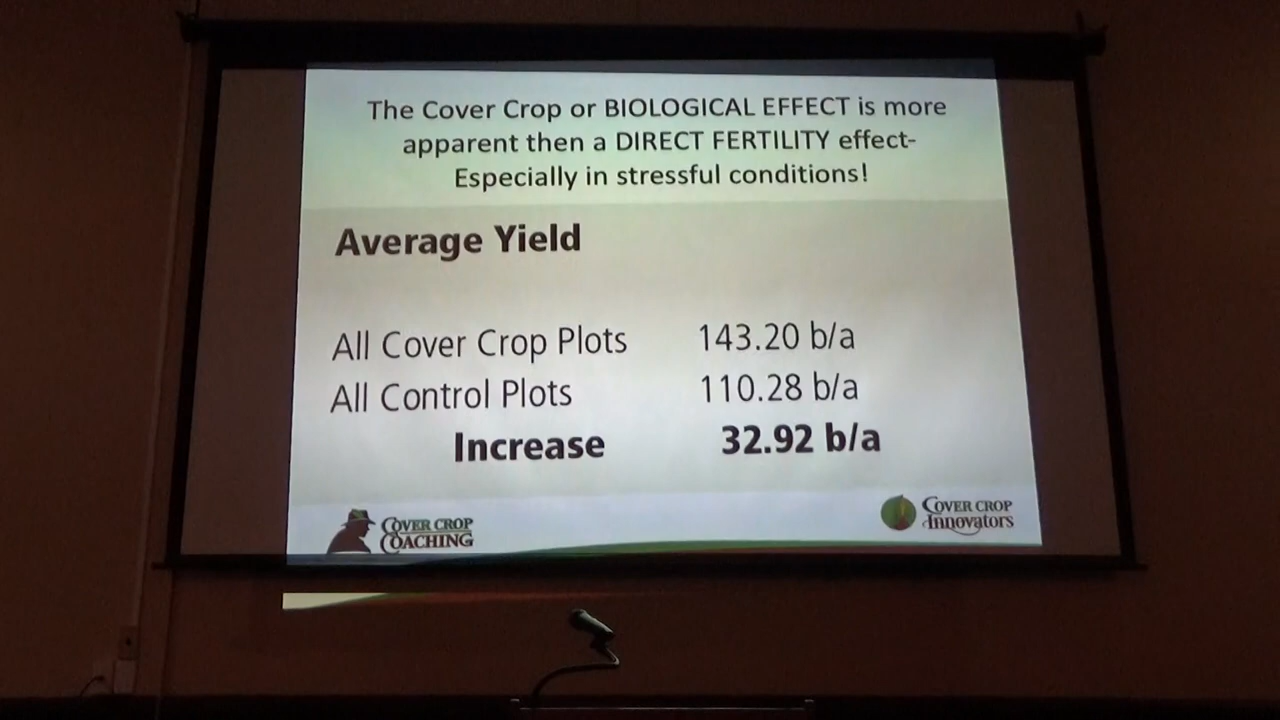 The Cover Crop or BIOLOGICAL EFFECT is more
apparent then a DIRECT FERTILITY effect-
Especially in stressful conditions!
Average Yield
All Cover Crop Plots 143.20 b/a
All Control Plots 110.28 b/a
Increase 32.92 b/a
COVER CROP
COACHING
COVER CROP
Innovators